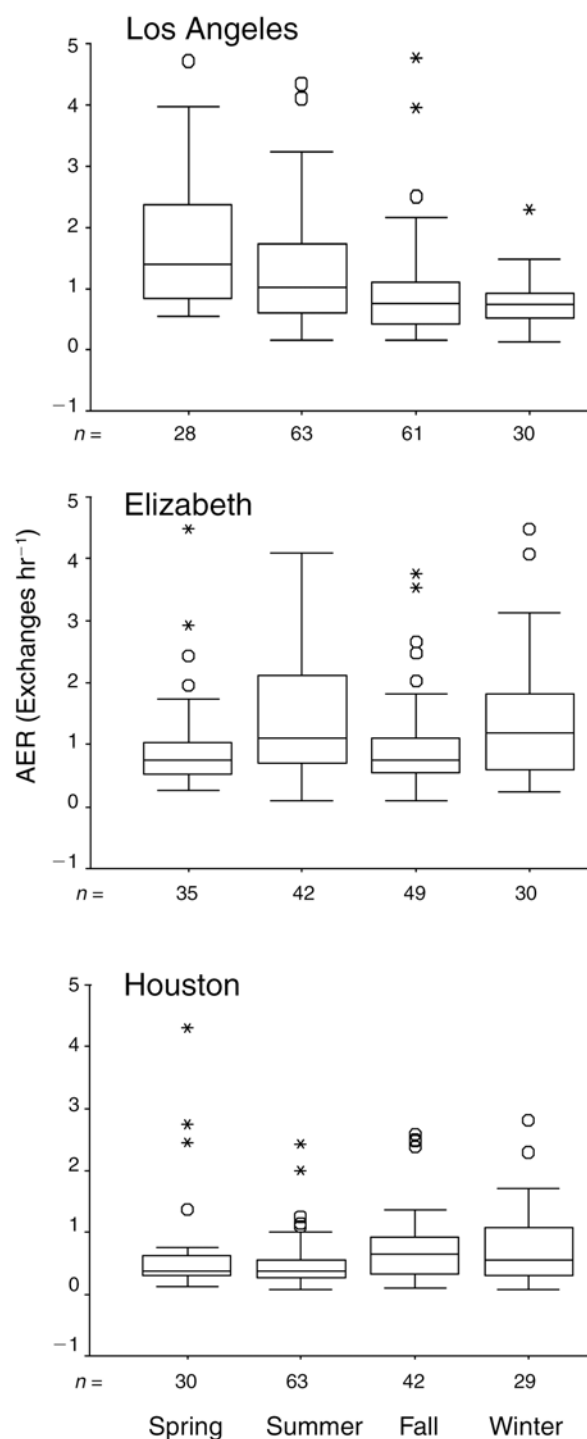 Los Angeles
5
4
3
2
1
0
−1
n = 28 63 61 30
AER (Exchanges hr⁻¹)
Elizabeth
5
4
3
2
1
0
−1
n = 35 42 49 30
Houston
5
4
3
2
1
0
−1
n = 30 63 42 29
Spring Summer Fall Winter